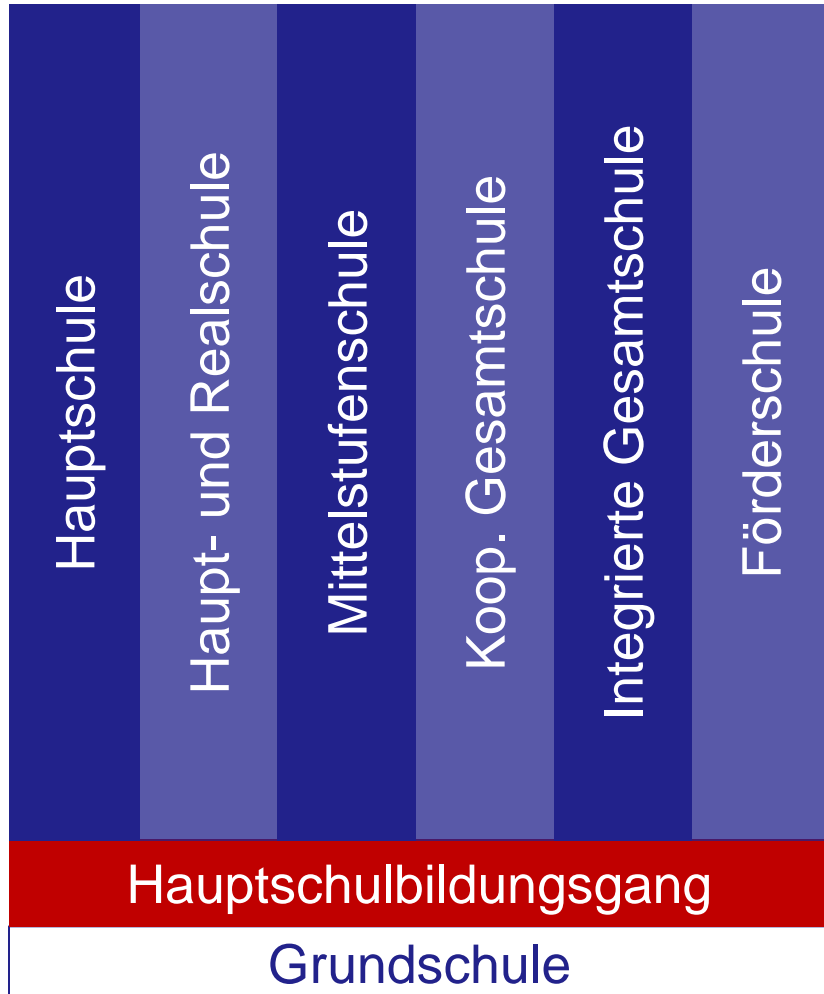 Hauptschule
Haupt- und Realschule
Mittelstufenschule
Koop. Gesamtschule
Integrierte Gesamtschule
Förderschule
Hauptschulbildungsgang
Grundschule